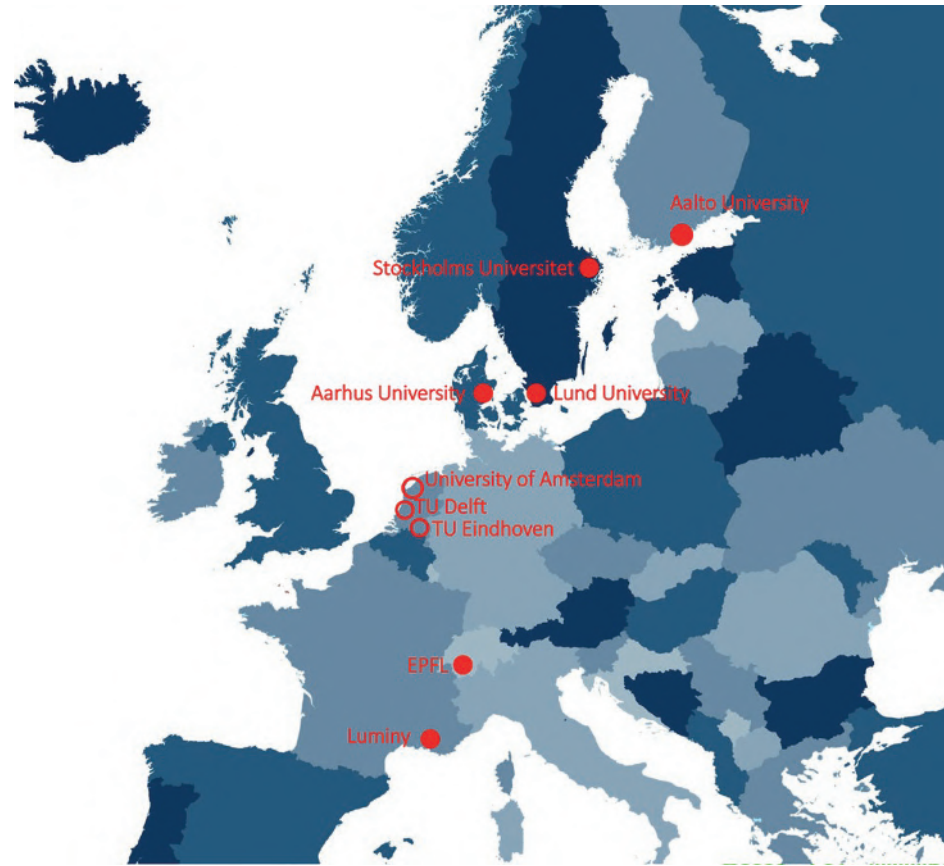 Aalto University
Stockholms Universitet
Aarhus University
Lund University
University of Amsterdam
TU Delft
TU Eindhoven
EPFL
Luminy